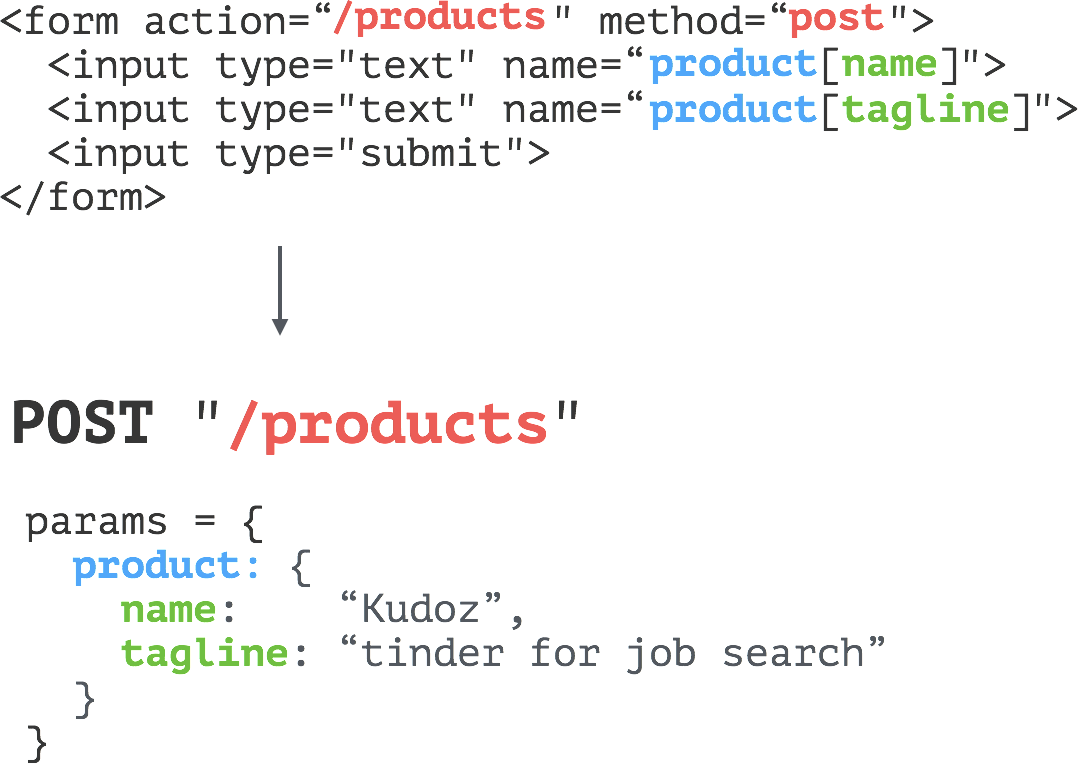 <form action=“/products" method=“post">
  <input type="text" name=“product[name]">
  <input type="text" name=“product[tagline]">
  <input type="submit">
</form>
POST "/products"
params = {
  product: {
    name:    “Kudoz”,
    tagline: “tinder for job search”
  }
}